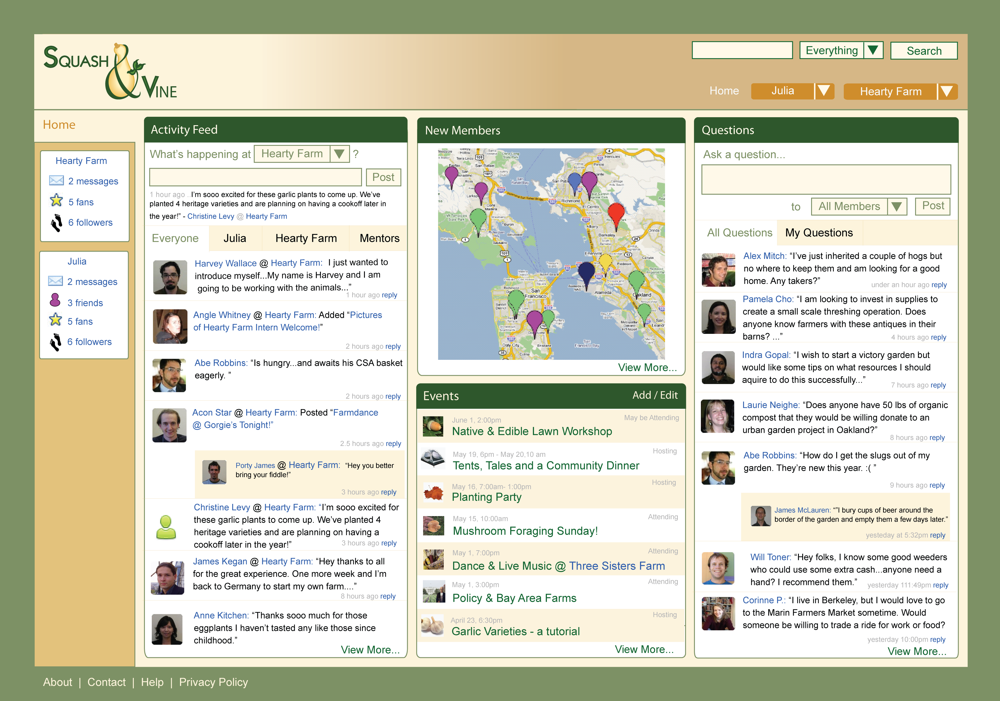 SQUASH & VINE
Everything
Search
Home
Julia
Hearty Farm
Home
Hearty Farm
2 messages
5 fans
6 followers
Julia
2 messages
3 friends
5 fans
6 followers
Activity Feed
What's happening at Hearty Farm ?
Post
1 hour ago ..I'm sooo excited for these garlic plants to come up. We've
planted 4 heritage varieties and are planning on having a cookoff later in
the year!” - Christine Levy @ Hearty Farm
Everyone
Julia
Hearty Farm
Mentors
Harvey Wallace @ Hearty Farm: I just wanted to
introduce myself...My name is Harvey and I am
going to be working with the animals...”
1 hour ago reply
Angle Whitney @ Hearty Farm: Added “Pictures
of Hearty Farm Intern Welcome!”
2 hours ago reply
Abe Robbins: “Is hungry...and awaits his CSA basket
eagerly. ”
2 hours ago reply
Acon Star @ Hearty Farm: Posted “Farmdance
@ Gorgie's Tonight!”
2.5 hours ago reply
Porty James @ Hearty Farm: “Hey you better
bring your fiddle!”
3 hours ago reply
Christine Levy @ Hearty Farm: “I'm sooo excited for
these garlic plants to come up. We've planted 4
heritage varieties and are planning on having a
cookoff later in the year!”
3 hours ago reply
James Kegan @ Hearty Farm: “Hey thanks to all
for the great experience. One more week and I'm
back to Germany to start my own farm....”
8 hours ago reply
Anne Kitchen: “Thanks sooo much for those
eggplants I haven't tasted any like those since
childhood.”
View More...
New Members
Hercules
Pinole
Terra Linda
San Rafael
Fairfax
San Anselmo
Ross
Corte Madera
Tiburon
Belvedere
Sausalito
Richmond
El Cerrito
Kensington
Albany
Berkeley
Orinda
Emeryville
Piedmont
Canyon
Treasure Island
North Beach
Alameda
Oakland
San Francisco
Richmond District
Sunset District
Daly City
Brisbane
Colma
San Francisco Bay
View More...
Events
Add / Edit
June 1, 2:00pm
May be Attending
Native & Edible Lawn Workshop
May 19, 6pm - May 20,10 am
Hosting
Tents, Tales and a Community Dinner
May 16, 7:00am- 1:00pm
Hosting
Planting Party
May 15, 10:00am
Attending
Mushroom Foraging Sunday!
May 1, 7:00pm
Attending
Dance & Live Music @ Three Sisters Farm
May 1, 3:00pm
Attending
Policy & Bay Area Farms
April 23, 6:30pm
Hosting
Garlic Varieties - a tutorial
View More...
Questions
Ask a question...
to
All Members
Post
All Questions
My Questions
Alex Mitch: “I've just inherited a couple of hogs but
no where to keep them and am looking for a good
home. Any takers?”
under an hour ago reply
Pamela Cho: “I am looking to invest in supplies to
create a small scale threshing operation. Does
anyone know farmers with these antiques in their
barns? ...”
4 hours ago reply
Indra Gopal: “I wish to start a victory garden but
would like some tips on what resources I should
aquire to do this successfully...”
7 hours ago reply
Laurie Neighe: “Does anyone have 50 lbs of organic
compost that they would be willing donate to an
urban garden project in Oakland?”
8 hours ago reply
Abe Robbins: “How do I get the slugs out of my
garden. They're new this year. :( ”
9 hours ago reply
James McLauren: “”I bury cups of beer around the
border of the garden and empty them a few days later.”
yesteday at 5:32pm reply
Will Toner: “Hey folks, I know some good weeders
who could use some extra cash...anyone need a
hand? I recommend them.”
yesterday 111:49pm reply
Corinne P.: “I live in Berkeley, but I would love to go
to the Marin Farmers Market sometime. Would
someone be willing to trade a ride for work or food?
yesterday 10:00pm reply
View More...
About | Contact | Help | Privacy Policy